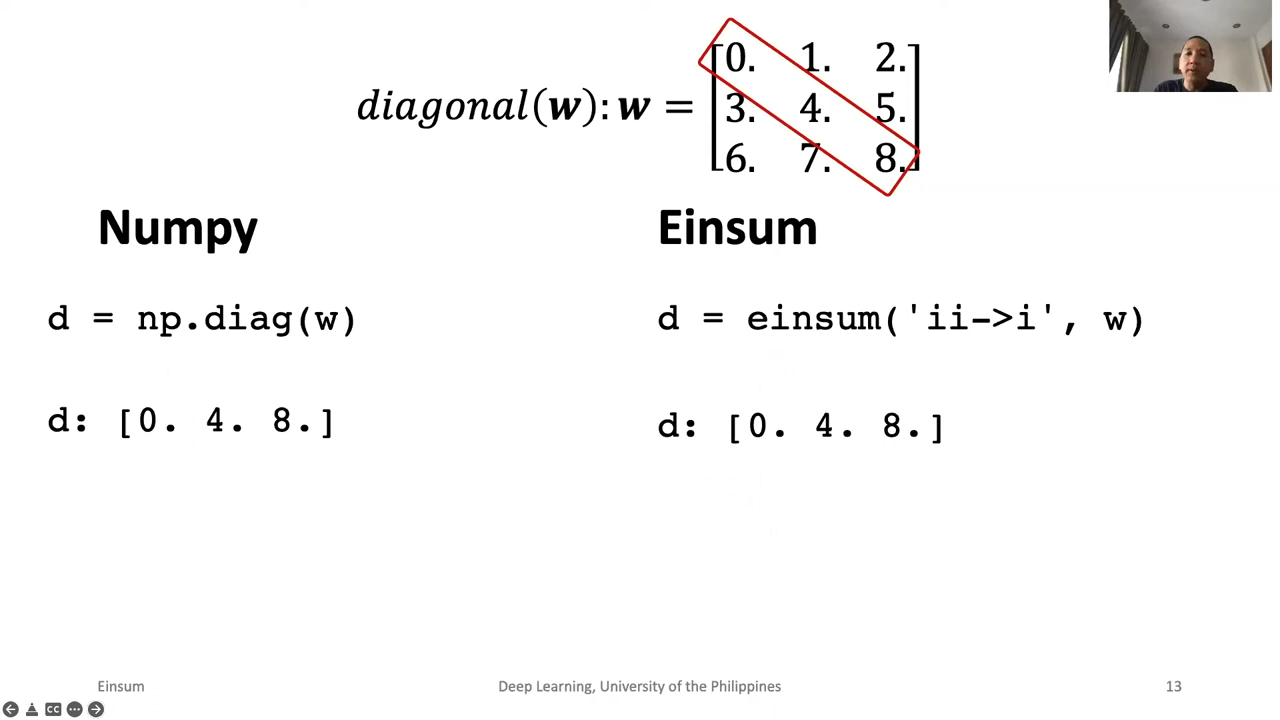 diagonal(w): w = [0. 1. 2.
3. 4. 5.
6. 7. 8.]
Numpy
Einsum
d = np.diag(w)
d = einsum('ii->i', w)
d: [0. 4. 8.]
d: [0. 4. 8.]
Einsum
Deep Learning, University of the Philippines
13
CC